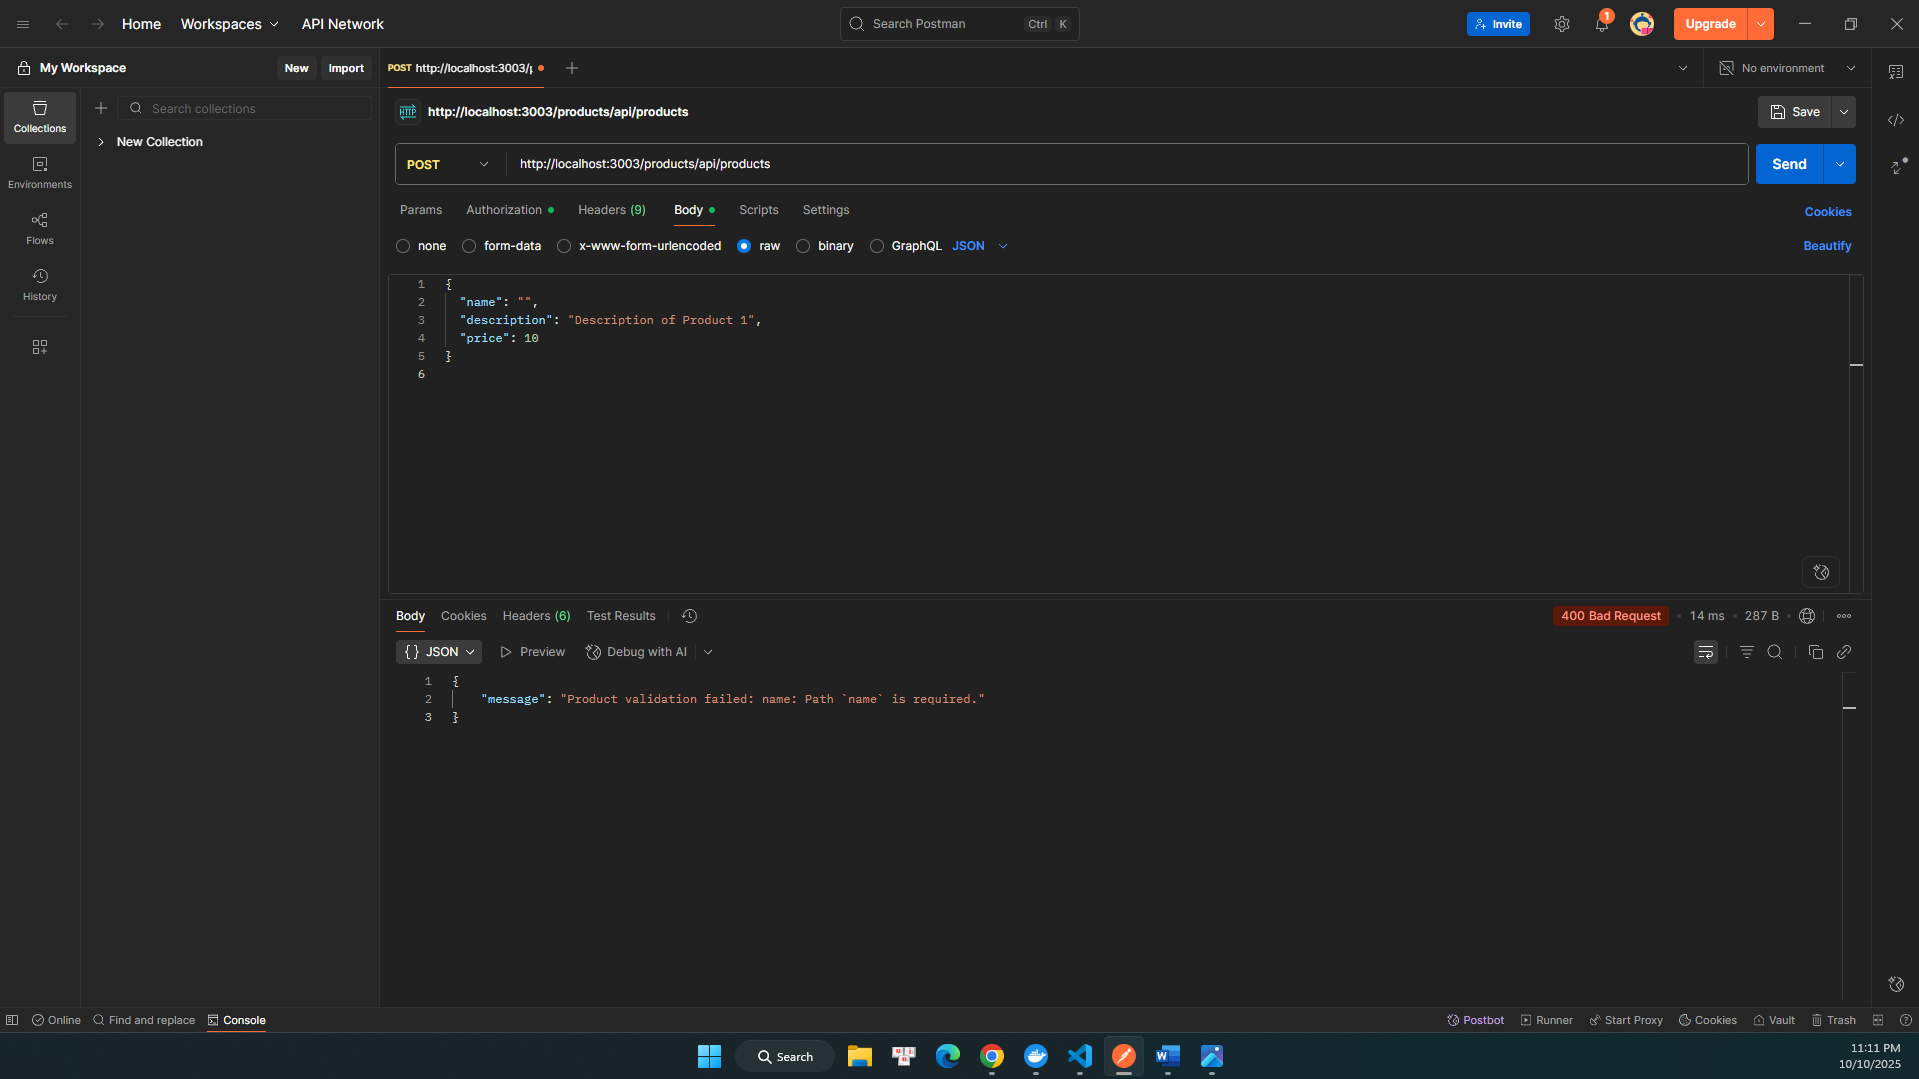 Home Workspaces API Network Search Postman Ctrl K Invite 1 Upgrade
My Workspace New Import POST http://localhost:3003/p No environment
Collections
Search collections
New Collection
Environments
Flows
History
HTTP http://localhost:3003/products/api/products Save
POST http://localhost:3003/products/api/products Send
Params Authorization Headers (9) Body Scripts Settings Cookies
none form-data x-www-form-urlencoded raw binary GraphQL JSON Beautify
1 {
2 "name": "",
3 "description": "Description of Product 1",
4 "price": 10
5 }
6
Body Cookies Headers (6) Test Results 400 Bad Request 14 ms 287 B
{} JSON Preview Debug with AI
1 {
2 "message": "Product validation failed: name: Path `name` is required."
3 }
Online Find and replace Console Postbot Runner Start Proxy Cookies Vault Trash
Search
11:11 PM
10/10/2025